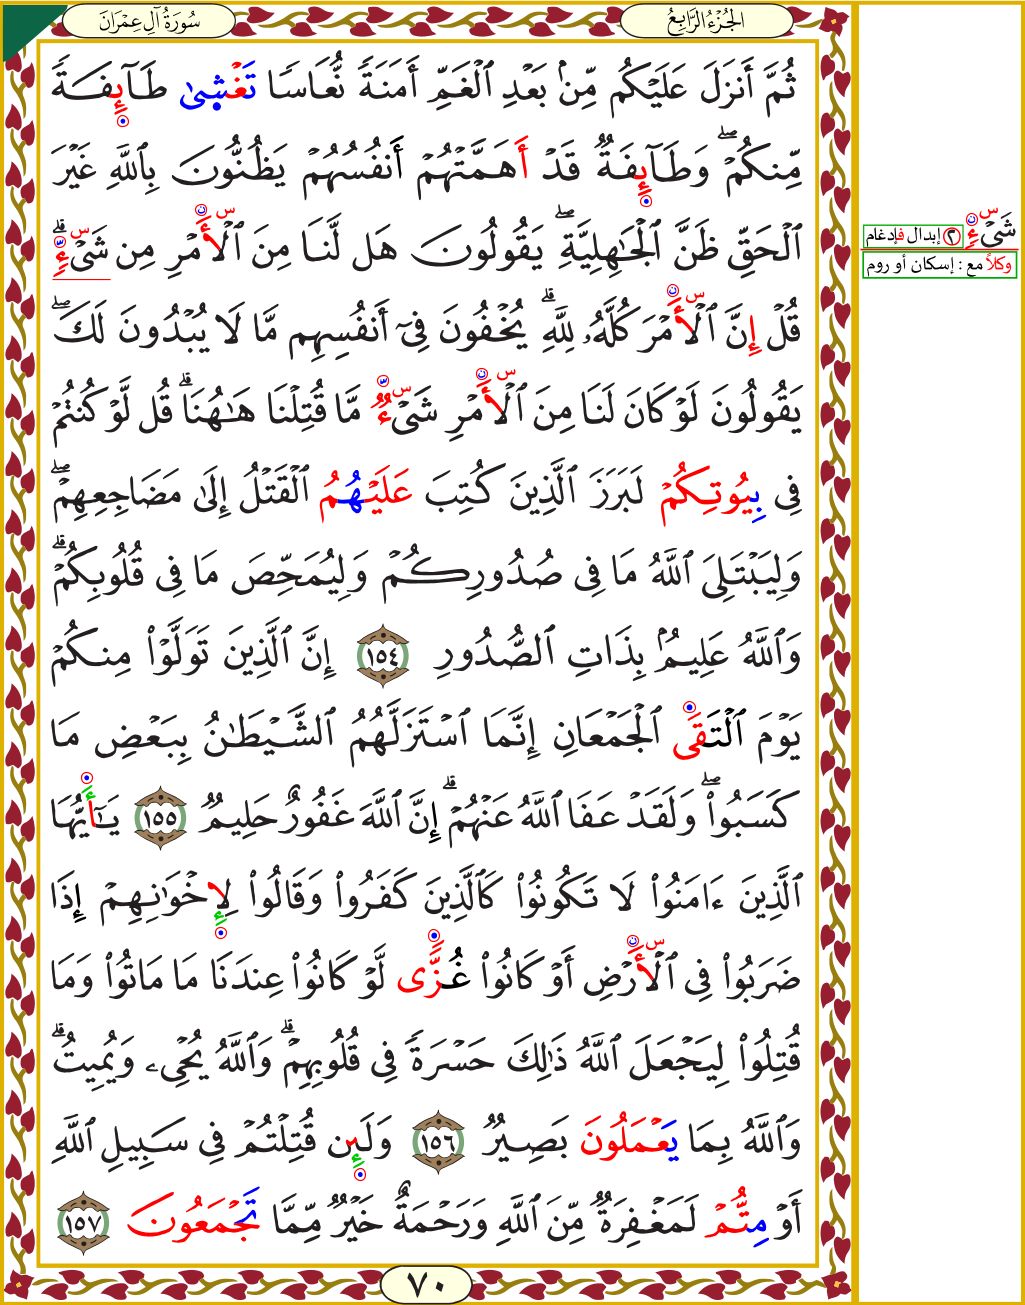 سُورَةُ آلِ عِمْرَانَ
الجُزْءُ الرَّابِعُ
ثُمَّ أَنزَلَ عَلَيْكُم مِّنۢ بَعْدِ ٱلْغَمِّ أَمَنَةً نُّعَاسًا تَغْشِىٰ طَآئِفَةً
مِّنكُمْۖ وَطَآئِفَةٌ قَدْ أَهَمَّتْهُمْ أَنفُسُهُمْ يَظُنُّونَ بِٱللَّهِ غَيْرَ
ٱلْحَقِّ ظَنَّ ٱلْجَٰهِلِيَّةِۖ يَقُولُونَ هَل لَّنَا مِنَ ٱلْأَمْرِ مِن شَىْءٍۗ
قُلْ إِنَّ ٱلْأَمْرَ كُلَّهُۥ لِلَّهِۗ يُخْفُونَ فِىٓ أَنفُسِهِم مَّا لَا يُبْدُونَ لَكَۖ
يَقُولُونَ لَوْ كَانَ لَنَا مِنَ ٱلْأَمْرِ شَىْءٌ مَّا قُتِلْنَا هَٰهُنَاۗ قُل لَّوْ كُنتُمْ
فِى بِيُوتِكُمْ لَبَرَزَ ٱلَّذِينَ كُتِبَ عَلَيْهُمُ ٱلْقَتْلُ إِلَىٰ مَضَاجِعِهِمْۖ
وَلِيَبْتَلِىَ ٱللَّهُ مَا فِى صُدُورِكُمْ وَلِيُمَحِّصَ مَا فِى قُلُوبِكُمْۗ
وَٱللَّهُ عَلِيمٌۢ بِذَاتِ ٱلصُّدُورِ ١٥٤ إِنَّ ٱلَّذِينَ تَوَلَّوْا۟ مِنكُمْ
يَوْمَ ٱلْتَقَى ٱلْجَمْعَانِ إِنَّمَا ٱسْتَزَلَّهُمُ ٱلشَّيْطَٰنُ بِبَعْضِ مَا
كَسَبُوا۟ۖ وَلَقَدْ عَفَا ٱللَّهُ عَنْهُمْۗ إِنَّ ٱللَّهَ غَفُورٌ حَلِيمٌ ١٥٥ يَٰٓأَيُّهَا
ٱلَّذِينَ ءَامَنُوا۟ لَا تَكُونُوا۟ كَٱلَّذِينَ كَفَرُوا۟ وَقَالُوا۟ لِإِخْوَٰنِهِمْ إِذَا
ضَرَبُوا۟ فِى ٱلْأَرْضِ أَوْ كَانُوا۟ غُزًّى لَّوْ كَانُوا۟ عِندَنَا مَا مَاتُوا۟ وَمَا
قُتِلُوا۟ لِيَجْعَلَ ٱللَّهُ ذَٰلِكَ حَسْرَةً فِى قُلُوبِهِمْۗ وَٱللَّهُ يُحْىِۦ وَيُمِيتُۗ
وَٱللَّهُ بِمَا يَعْمَلُونَ بَصِيرٌ ١٥٦ وَلَئِن قُتِلْتُمْ فِى سَبِيلِ ٱللَّهِ
أَوْ مِتُّمْ لَمَغْفِرَةٌ مِّنَ ٱللَّهِ وَرَحْمَةٌ خَيْرٌ مِّمَّا تَجْمَعُونَ ١٥٧
شَىْءٍ ٢ إبدال فإدغام
وكلاً مع : إسكان أو روم
٧٠